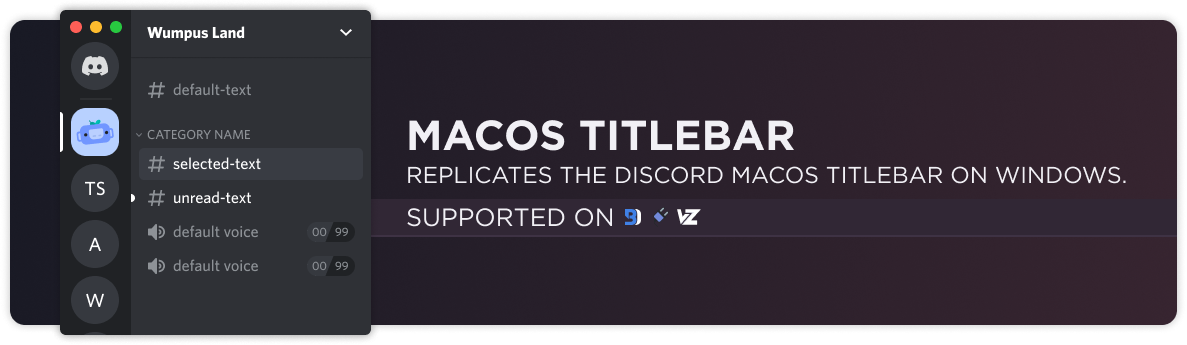 Wumpus Land
default-text
CATEGORY NAME
selected-text
TS
unread-text
default voice 00 99
A
default voice 00 99
W
MACOS TITLEBAR
REPLICATES THE DISCORD MACOS TITLEBAR ON WINDOWS.
SUPPORTED ON